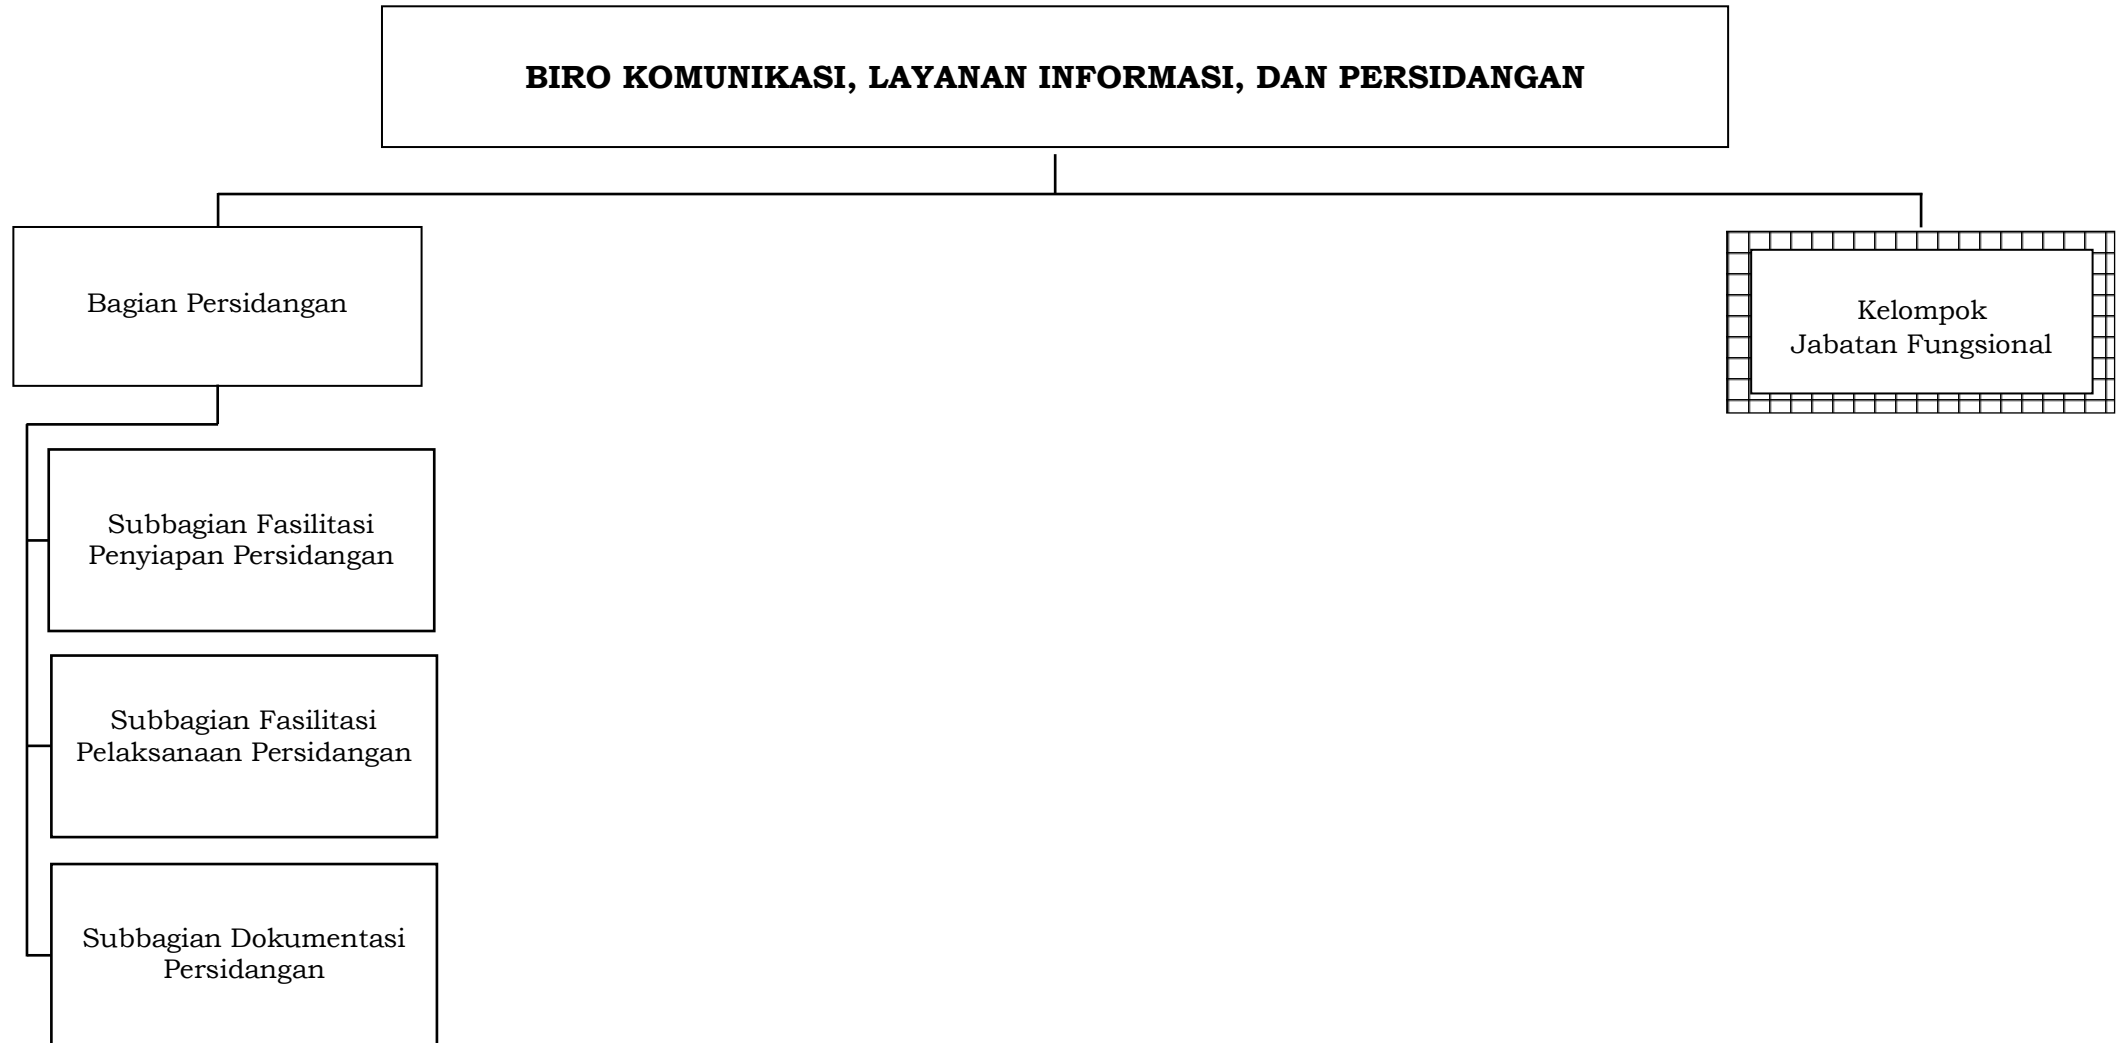 BIRO KOMUNIKASI, LAYANAN INFORMASI, DAN PERSIDANGAN
Bagian Persidangan
Kelompok
Jabatan Fungsional
Subbagian Fasilitasi
Penyiapan Persidangan
Subbagian Fasilitasi
Pelaksanaan Persidangan
Subbagian Dokumentasi
Persidangan